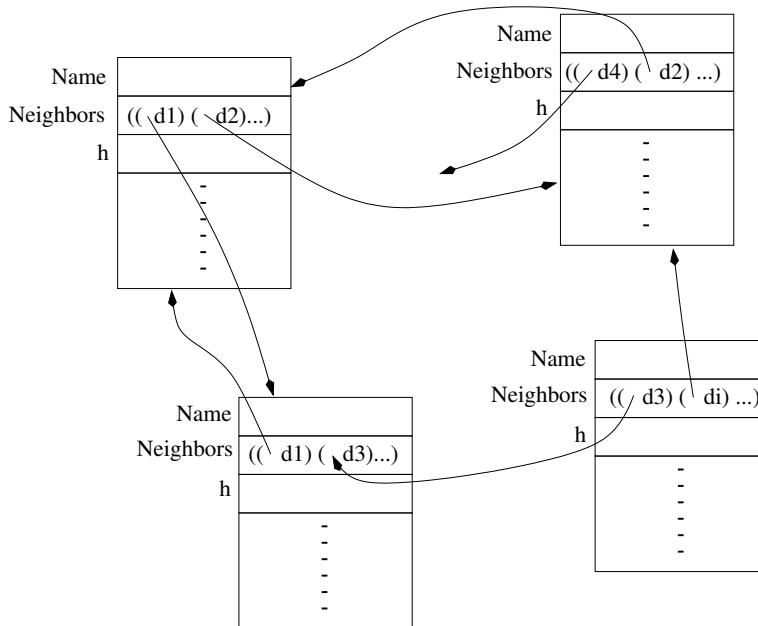 Name
Neighbors ((  d1) (  d2)...)
h
Name
Neighbors ((  d4) (  d2) ...)
h
Name
Neighbors ((  d1) (  d3)...)
h
Name
Neighbors ((  d3) (  di) ...)
h